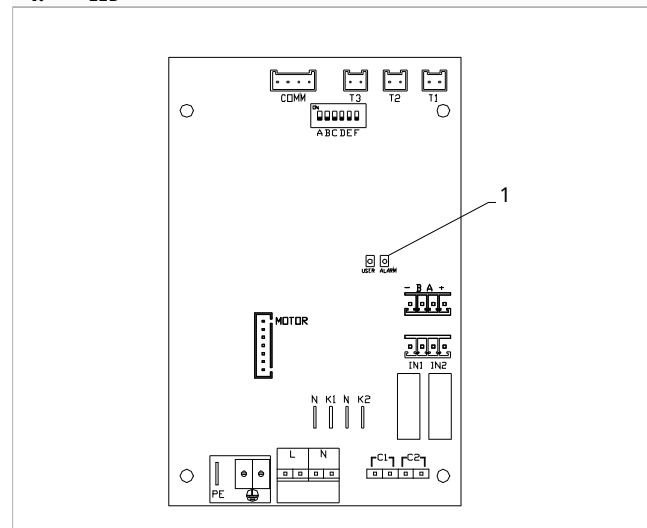 COMM T3 T2 T1
ON
ABCDEF
1
USER ALARM
- B A +
MOTOR
IN1 IN2
N K1 N K2
L N
C1 C2
PE